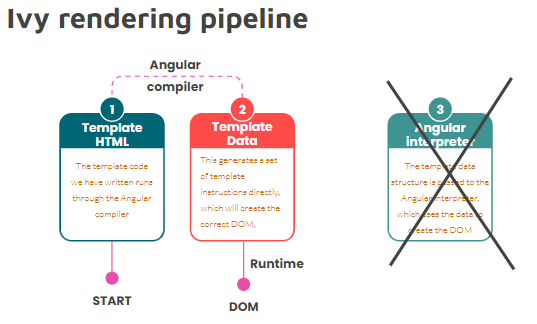 Ivy rendering pipeline
Angular
compiler
1
Template
HTML
The template code
we have written runs
through the Angular
compiler
START
2
Template
Data
This generates a set
of template
instructions directly,
which will create the
correct DOM.
Runtime
DOM
3
Angular
interpreter
The template data
structure is passed to the
Angular interpreter,
which uses the data to
create the DOM